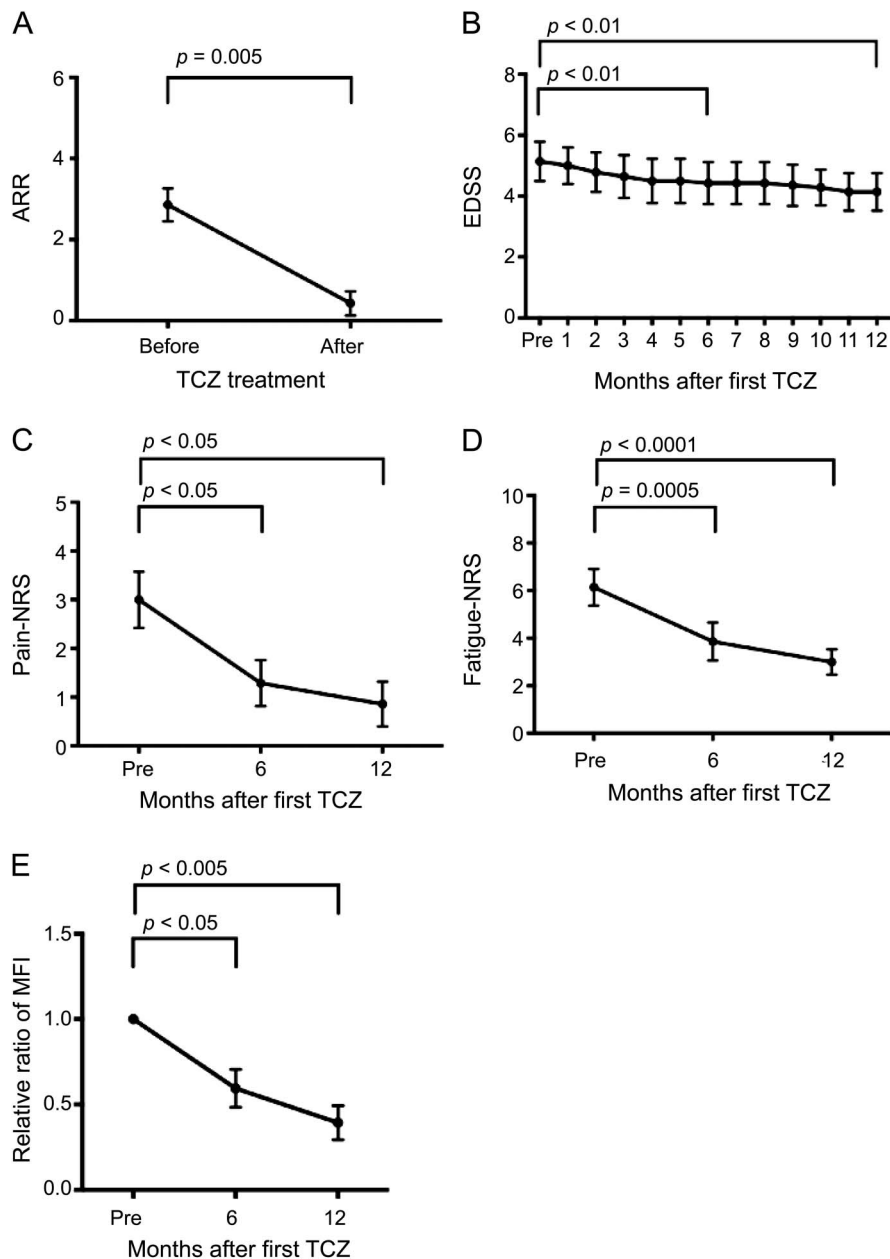 A
p = 0.005
6
4
2
0
ARR
Before After
TCZ treatment
B
p < 0.01
p < 0.01
8
6
4
2
0
EDSS
Pre 1 2 3 4 5 6 7 8 9 10 11 12
Months after first TCZ
C
p < 0.05
p < 0.05
5
4
3
2
1
0
Pain-NRS
Pre 6 12
Months after first TCZ
D
p < 0.0001
p = 0.0005
10
8
6
4
2
0
Fatigue-NRS
Pre 6 12
Months after first TCZ
E
p < 0.005
p < 0.05
1.5
1.0
0.5
0.0
Relative ratio of MFI
Pre 6 12
Months after first TCZ